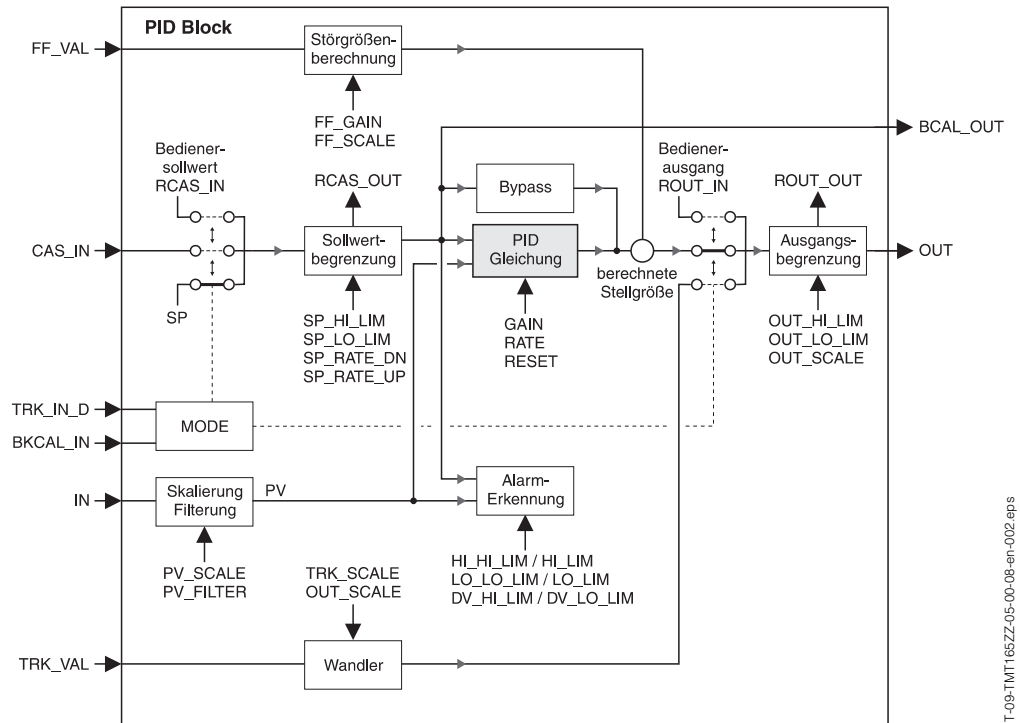 PID Block
FF_VAL
Störgrößen-
berechnung
FF_GAIN
FF_SCALE
BCAL_OUT
Bediener-
sollwert
RCAS_IN
RCAS_OUT
Bypass
Bediener-
ausgang
ROUT_IN
ROUT_OUT
CAS_IN
Sollwert-
begrenzung
PID
Gleichung
berechnete
Stellgröße
Ausgangs-
begrenzung
OUT
SP
SP_HI_LIM
SP_LO_LIM
SP_RATE_DN
SP_RATE_UP
GAIN
RATE
RESET
OUT_HI_LIM
OUT_LO_LIM
OUT_SCALE
TRK_IN_D
BKCAL_IN
MODE
IN
Skalierung
Filterung
PV
Alarm-
Erkennung
PV_SCALE
PV_FILTER
TRK_SCALE
OUT_SCALE
HI_HI_LIM / HI_LIM
LO_LO_LIM / LO_LIM
DV_HI_LIM / DV_LO_LIM
TRK_VAL
Wandler
T-09-TMT165ZZ-05-00-08-en-002.eps